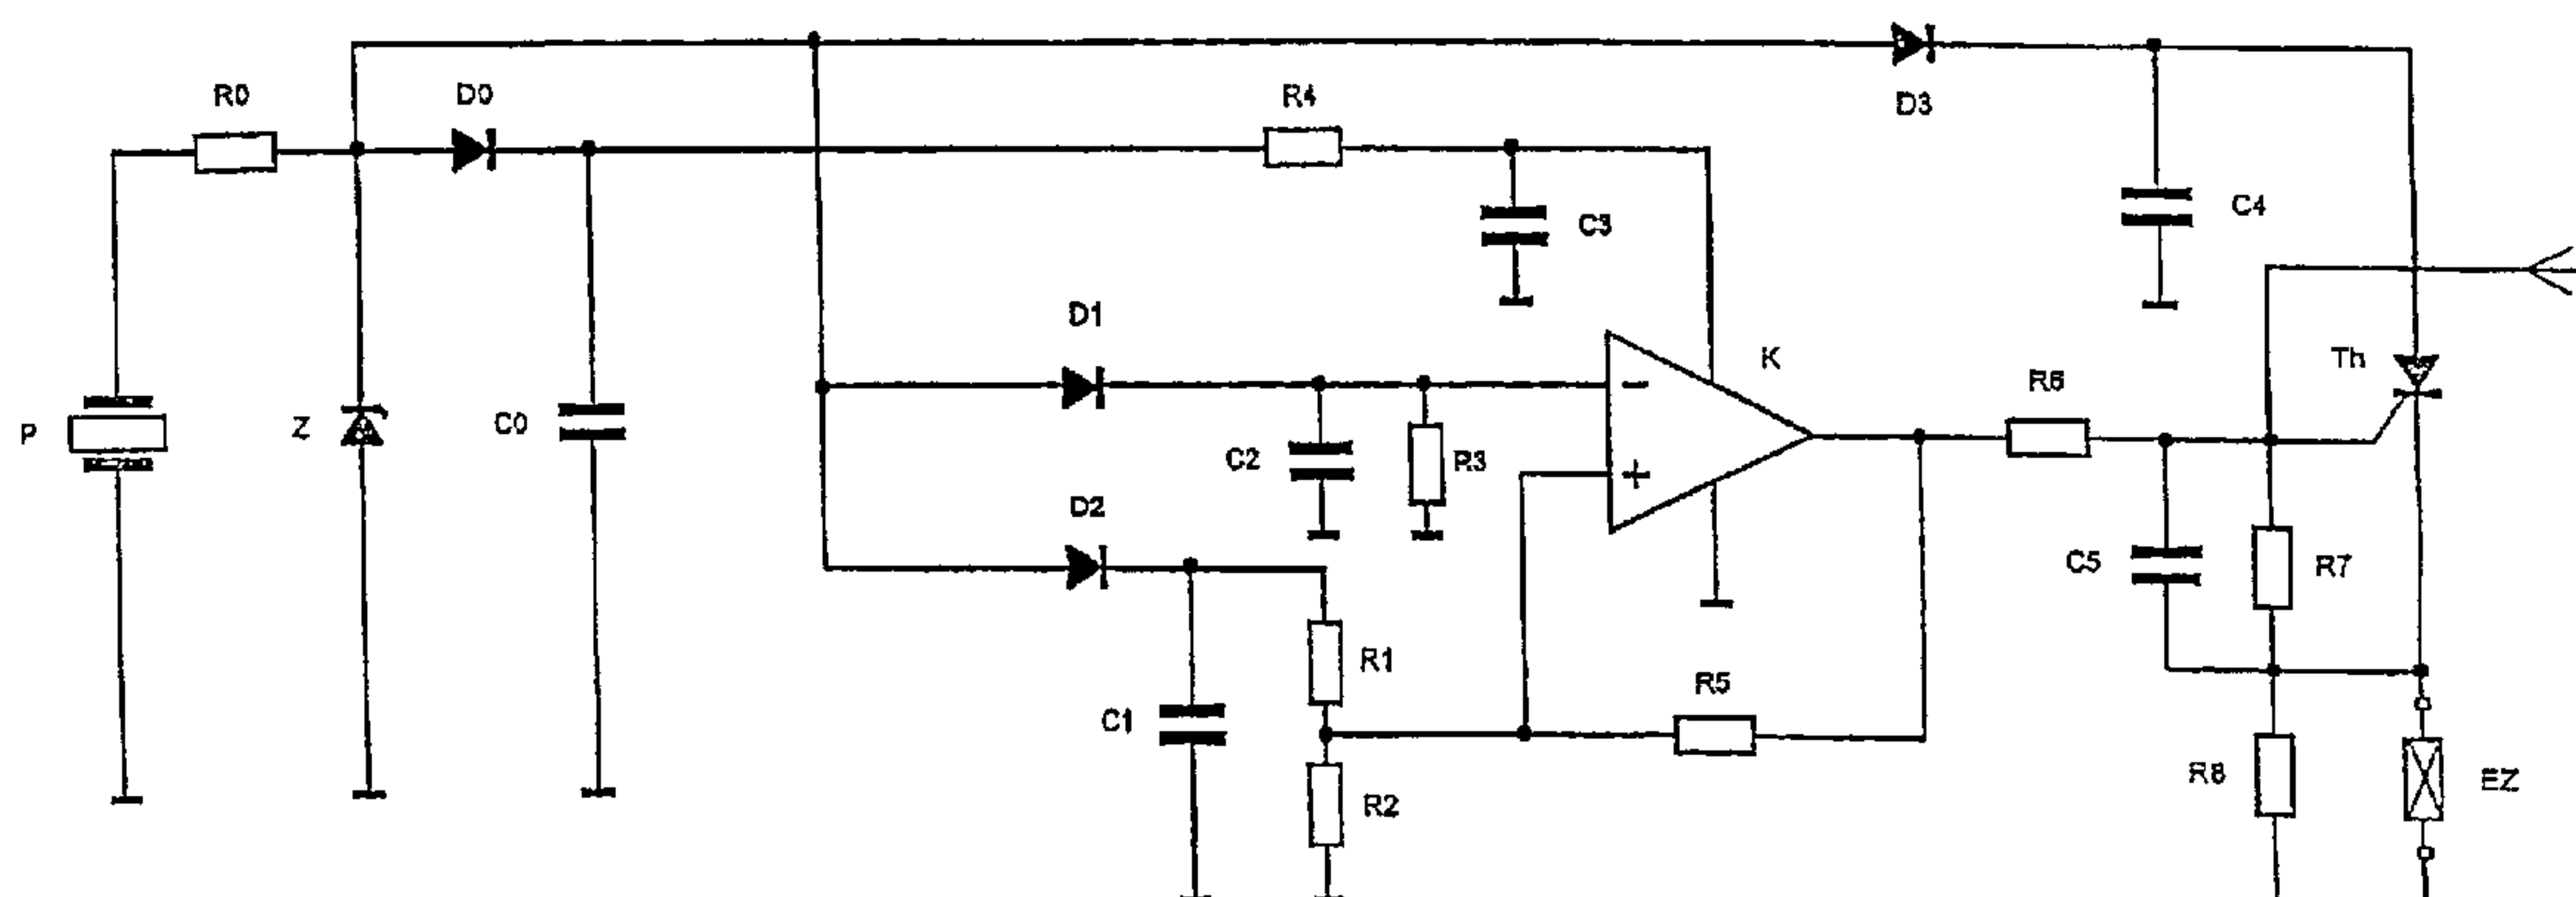 R0
D0
R4
D3
C4
C3
D1
K
Th
R6
P
Z
C0
C2
R3
−
+
D2
C5
R7
R1
R5
C1
R2
R8
EZ